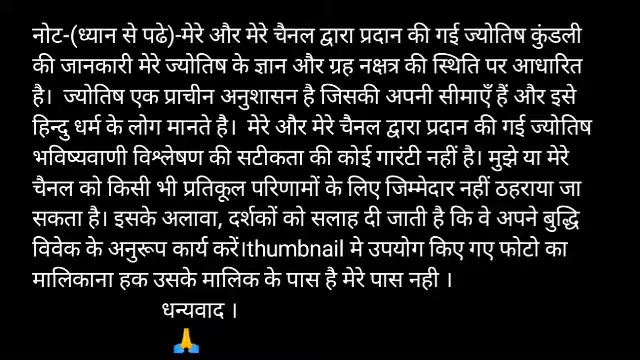 नोट-(ध्यान से पढे)-मेरे और मेरे चैनल द्वारा प्रदान की गई ज्योतिष कुंडली
की जानकारी मेरे ज्योतिष के ज्ञान और ग्रह नक्षत्र की स्थिति पर आधारित
है।  ज्योतिष एक प्राचीन अनुशासन है जिसकी अपनी सीमाएँ हैं और इसे
हिन्दु धर्म के लोग मानते है।  मेरे और मेरे चैनल द्वारा प्रदान की गई ज्योतिष
भविष्यवाणी विश्लेषण की सटीकता की कोई गारंटी नहीं है। मुझे या मेरे
चैनल को किसी भी प्रतिकूल परिणामों के लिए जिम्मेदार नहीं ठहराया जा
सकता है। इसके अलावा, दर्शकों को सलाह दी जाती है कि वे अपने बुद्धि
विवेक के अनुरूप कार्य करें।thumbnail मे उपयोग किए गए फोटो का
मालिकाना हक उसके मालिक के पास है मेरे पास नही ।
धन्यवाद ।
🙏